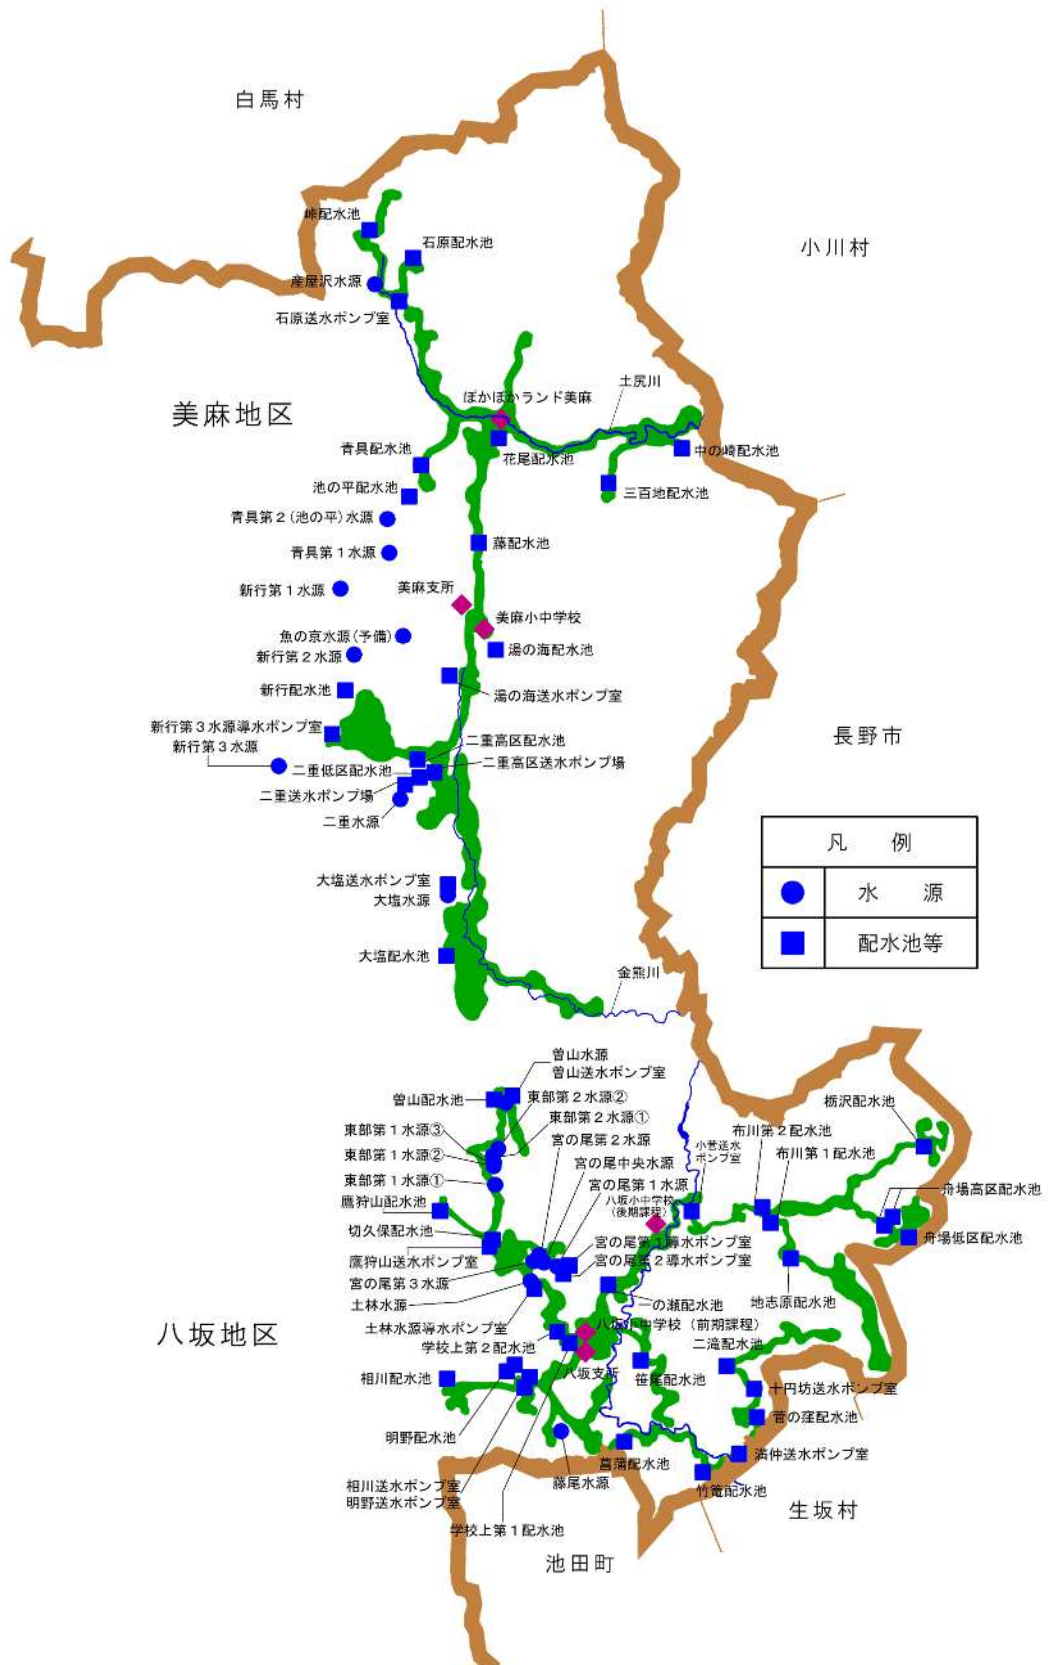 白馬村
峠配水池
石原配水池
小川村
産屋沢水源
石原送水ポンプ室
土尻川
ぽかぽかランド美麻
美麻地区
青具配水池
花尾配水池
中の崎配水池
池の平配水池
三百地配水池
青具第2(池の平)水源
藤配水池
青具第1水源
美麻支所
新行第1水源
美麻小中学校
魚の京水源(予備)
湯の海配水池
新行第2水源
新行配水池
湯の海送水ポンプ室
新行第3水源導水ポンプ室
新行第3水源
二重高区配水池
長野市
二重高区送水ポンプ場
二重低区配水池
二重送水ポンプ場
二重水源
凡 例
水 源
配水池等
大塩送水ポンプ室
大塩水源
大塩配水池
金熊川
曽山水源
曽山送水ポンプ室
曽山配水池
東部第2水源②
東部第2水源①
東部第1水源③
東部第1水源②
東部第1水源①
宮の尾第2水源
宮の尾中央水源
宮の尾第1水源
小菅送水
ポンプ室
布川第2配水池
布川第1配水池
栃沢配水池
鷹狩山配水池
八坂小中学校
(後期課程)
舟場高区配水池
舟場低区配水池
切久保配水池
鷹狩山送水ポンプ室
宮の尾第1導水ポンプ室
宮の尾第2導水ポンプ室
宮の尾第3水源
土林水源
の瀬配水池
地志原配水池
土林水源導水ポンプ室
八坂地区
八坂小中学校(前期課程)
学校上第2配水池
二滝配水池
相川配水池
八坂支所
笹尾配水池
十円坊送水ポンプ室
菅の窪配水池
明野配水池
満仲送水ポンプ室
菖蒲配水池
相川送水ポンプ室
明野送水ポンプ室
藤尾水源
竹篭配水池
学校上第1配水池
生坂村
池田町